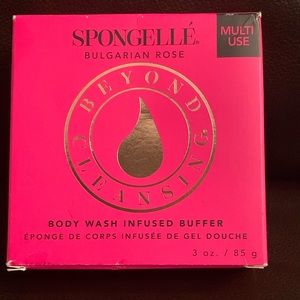 SPONGELLÉ®
BULGARIAN ROSE
MULTI
USE
BEYOND
CLEANSING
BODY WASH INFUSED BUFFER
ÉPONGE DE CORPS INFUSÉE DE GEL DOUCHE
3 oz. / 85 g